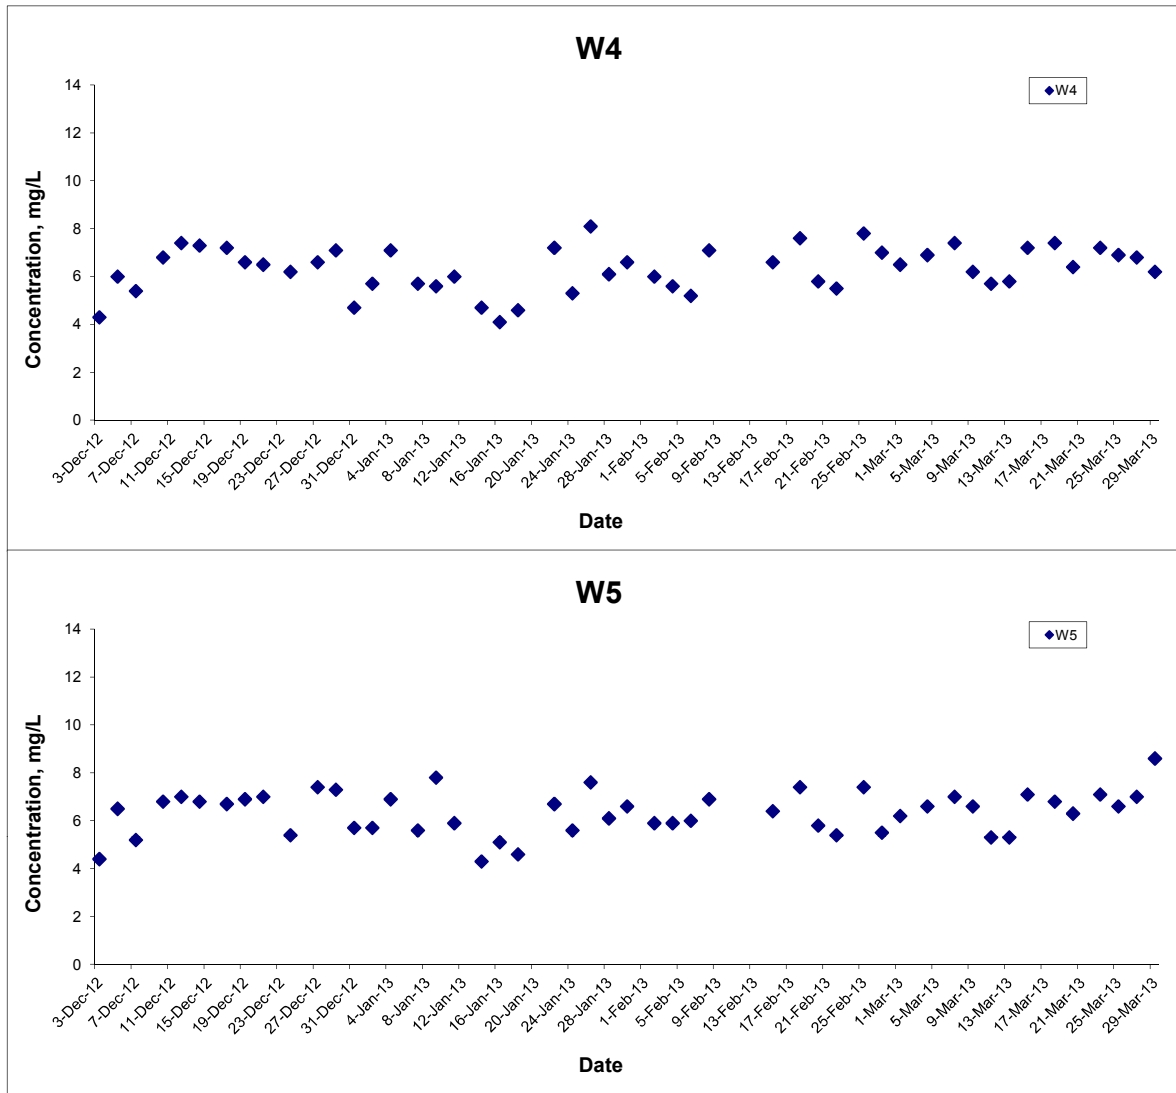 W4
W4
14
12
10
8
6
4
2
0
Concentration, mg/L
3-Dec-12
7-Dec-12
11-Dec-12
15-Dec-12
19-Dec-12
23-Dec-12
27-Dec-12
31-Dec-12
4-Jan-13
8-Jan-13
12-Jan-13
16-Jan-13
20-Jan-13
24-Jan-13
28-Jan-13
1-Feb-13
5-Feb-13
9-Feb-13
13-Feb-13
17-Feb-13
21-Feb-13
25-Feb-13
1-Mar-13
5-Mar-13
9-Mar-13
13-Mar-13
17-Mar-13
21-Mar-13
25-Mar-13
29-Mar-13
Date
W5
W5
14
12
10
8
6
4
2
0
Concentration, mg/L
3-Dec-12
7-Dec-12
11-Dec-12
15-Dec-12
19-Dec-12
23-Dec-12
27-Dec-12
31-Dec-12
4-Jan-13
8-Jan-13
12-Jan-13
16-Jan-13
20-Jan-13
24-Jan-13
28-Jan-13
1-Feb-13
5-Feb-13
9-Feb-13
13-Feb-13
17-Feb-13
21-Feb-13
25-Feb-13
1-Mar-13
5-Mar-13
9-Mar-13
13-Mar-13
17-Mar-13
21-Mar-13
25-Mar-13
29-Mar-13
Date